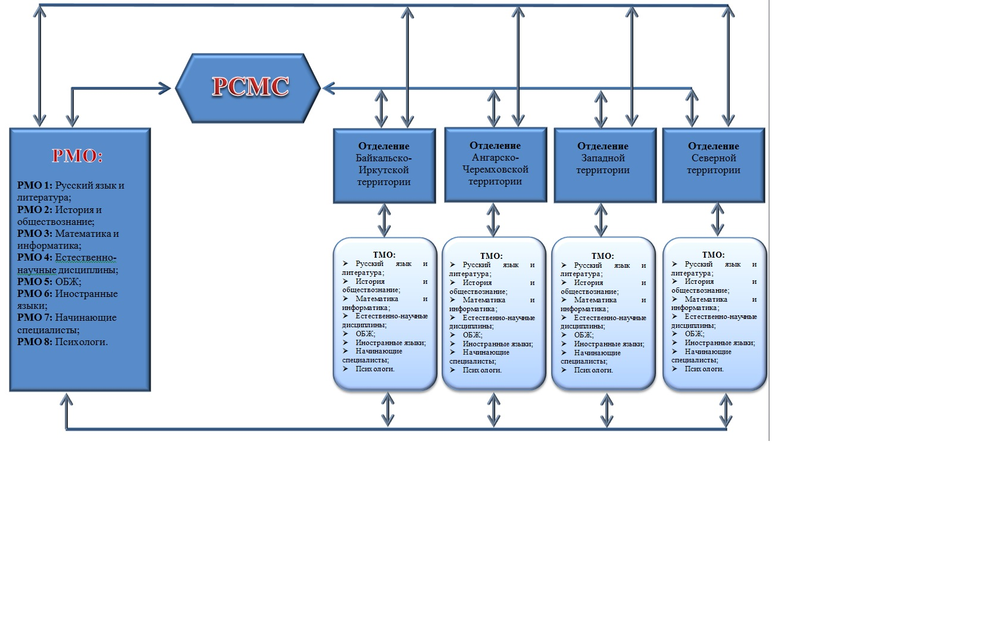 РСМС
РМО:
РМО 1: Русский язык и
литература;
РМО 2: История и
обществознание;
РМО 3: Математика и
информатика;
РМО 4: Естественно-
научные дисциплины;
РМО 5: ОБЖ;
РМО 6: Иностранные
языки;
РМО 7: Начинающие
специалисты;
РМО 8: Психологи.
Отделение
Байкальско-
Иркутской
территории
Отделение
Ангарско-
Черемховской
территории
Отделение
Западной
территории
Отделение
Северной
территории
ТМО:
➢ Русский язык и
литература;
➢ История и
обществознание;
➢ Математика и
информатика;
➢ Естественно-научные
дисциплины;
➢ ОБЖ;
➢ Иностранные языки;
➢ Начинающие
специалисты;
➢ Психологи.
ТМО:
➢ Русский язык и
литература;
➢ История и
обществознание;
➢ Математика и
информатика;
➢ Естественно-научные
дисциплины;
➢ ОБЖ;
➢ Иностранные языки;
➢ Начинающие
специалисты;
➢ Психологи.
ТМО:
➢ Русский язык и
литература;
➢ История и
обществознание;
➢ Математика и
информатика;
➢ Естественно-научные
дисциплины;
➢ ОБЖ;
➢ Иностранные языки;
➢ Начинающие
специалисты;
➢ Психологи.
ТМО:
➢ Русский язык и
литература;
➢ История и
обществознание;
➢ Математика и
информатика;
➢ Естественно-научные
дисциплины;
➢ ОБЖ;
➢ Иностранные языки;
➢ Начинающие
специалисты;
➢ Психологи.